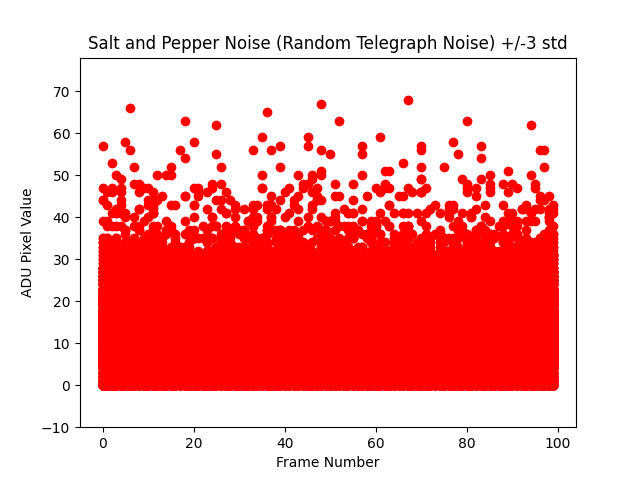 Salt and Pepper Noise (Random Telegraph Noise) +/-3 std
ADU Pixel Value
70
60
50
40
30
20
10
0
−10
0 20 40 60 80 100
Frame Number